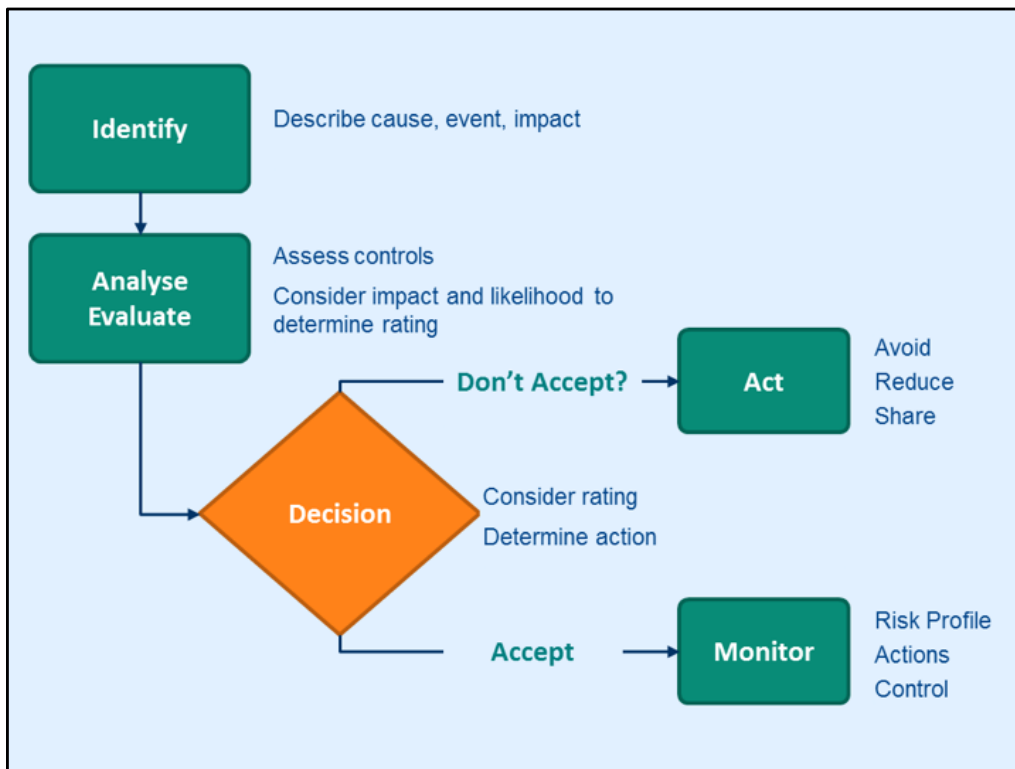 Identify
Describe cause, event, impact
Analyse
Evaluate
Assess controls
Consider impact and likelihood to
determine rating
Don't Accept?
Act
Avoid
Reduce
Share
Decision
Consider rating
Determine action
Accept
Monitor
Risk Profile
Actions
Control